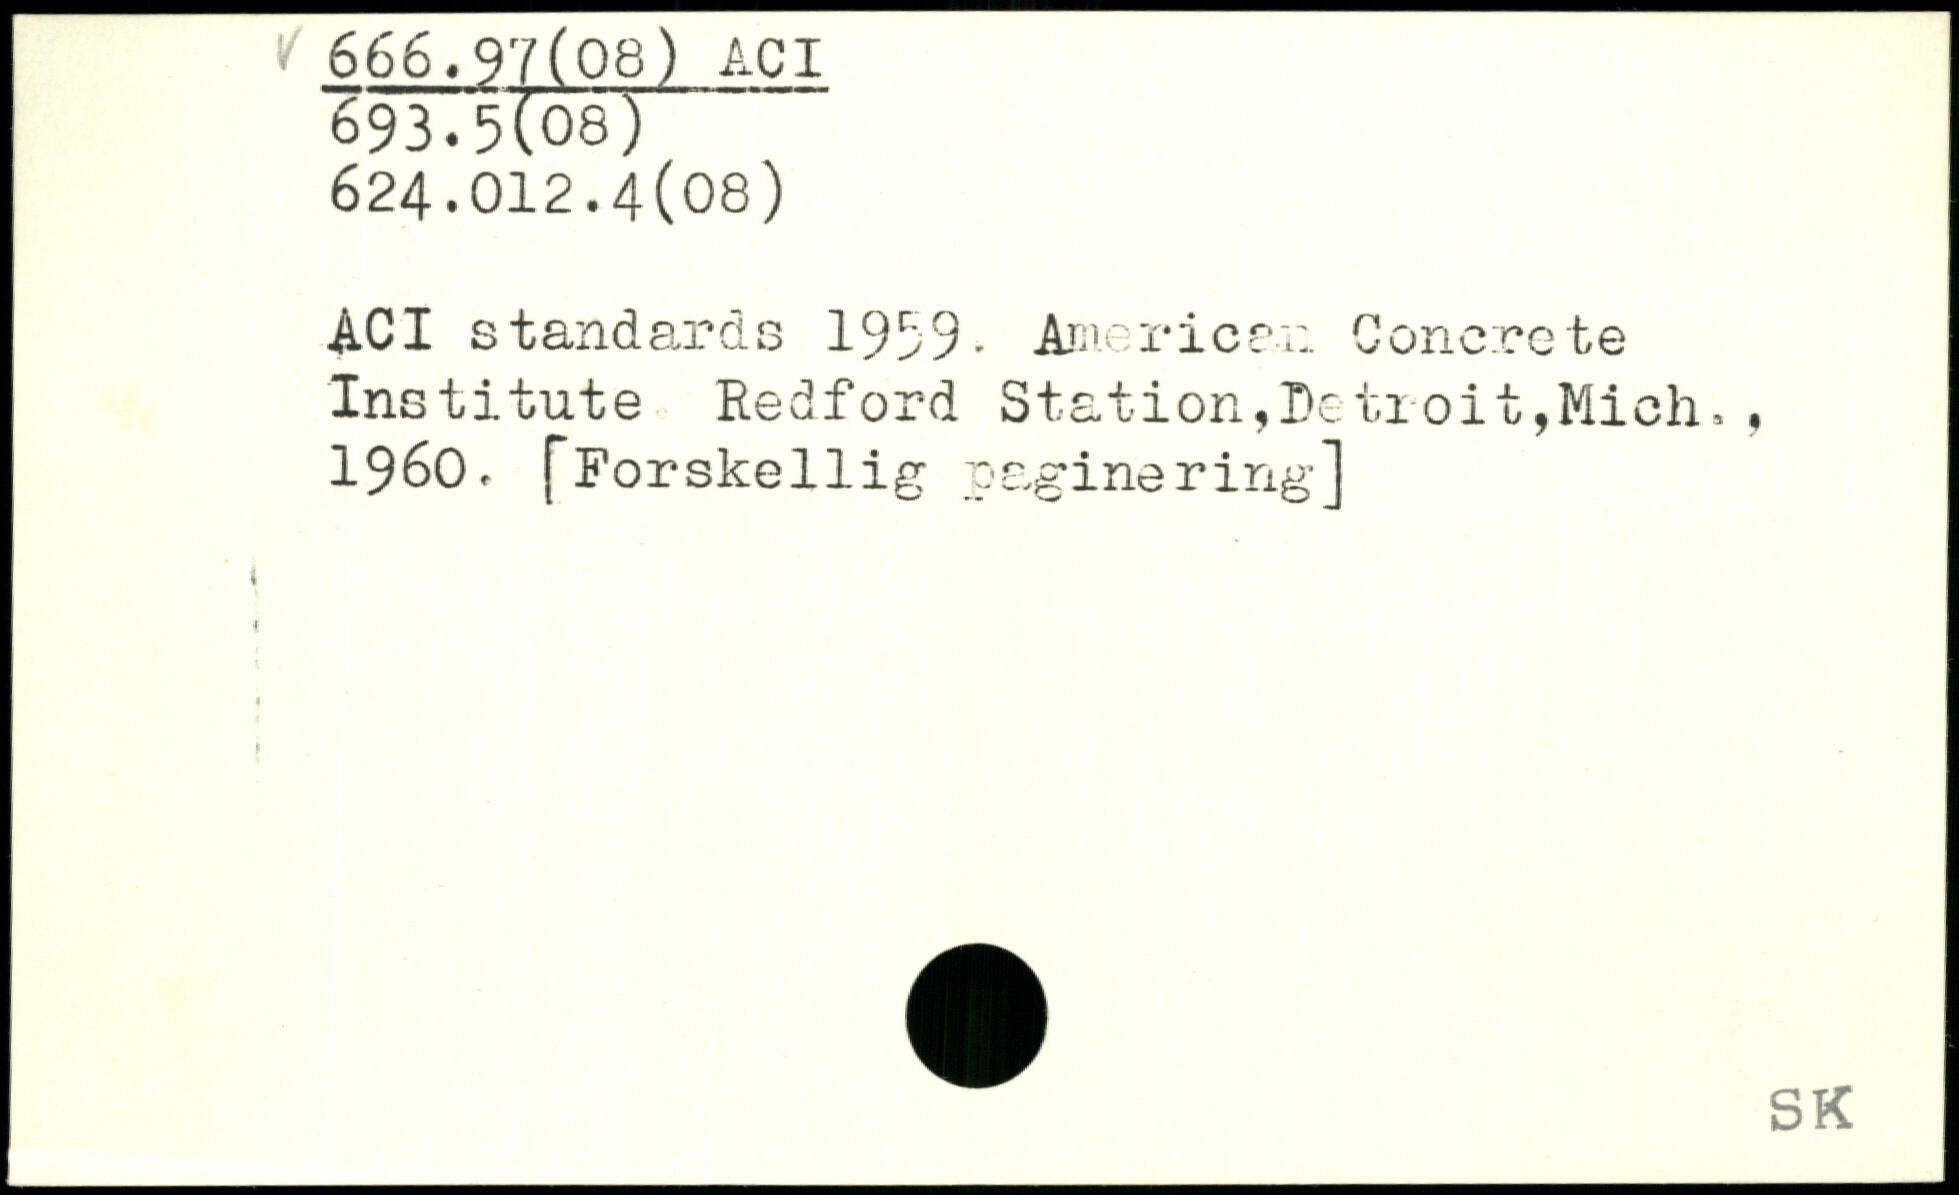 666.97(08) ACI
693.5(08)
624.012.4(08)
ACI standards 1959. American Concrete
Institute. Redford Station,Detroit,Mich.,
1960. [Forskellig paginering]
SK